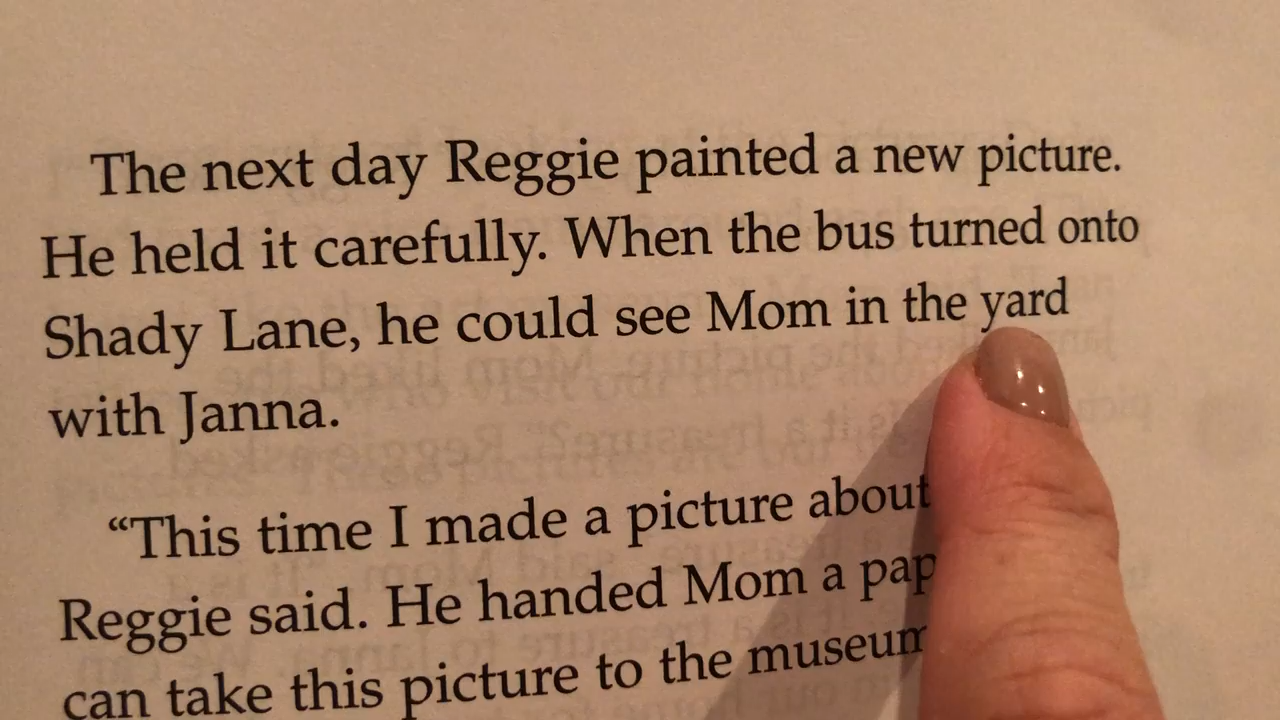 The next day Reggie painted a new picture.
He held it carefully. When the bus turned onto
Shady Lane, he could see Mom in the yard
with Janna.
“This time I made a picture about
Reggie said. He handed Mom a
can take this picture to the